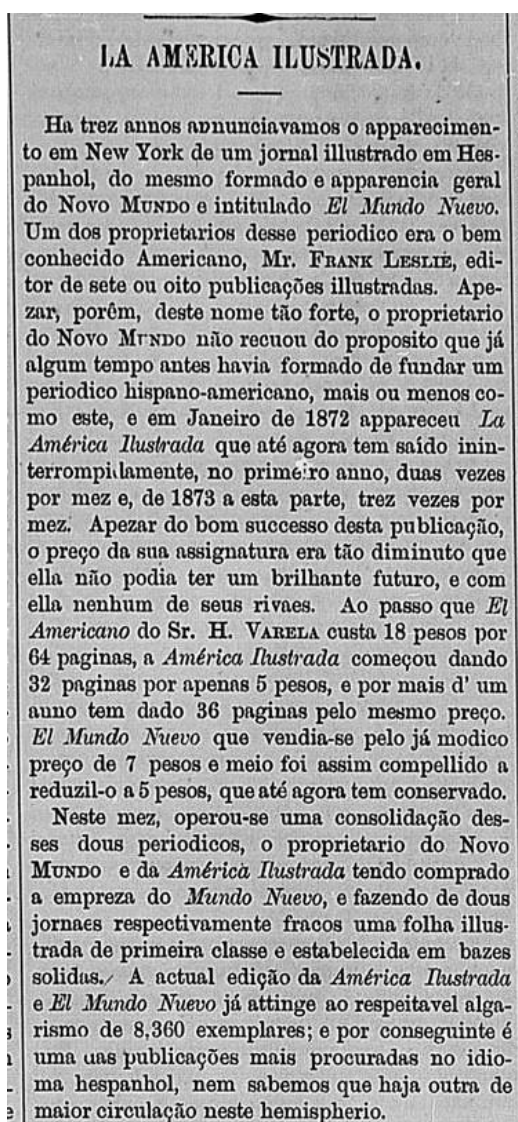 LA AMERICA ILUSTRADA.
Ha trez annos annunciavamos o apparecimen-
to em New York de um jornal illustrado em Hes-
panhol, do mesmo formado e apparencia geral
do Novo MUNDO e intitulado El Mundo Nuevo.
Um dos proprietarios desse periodico era o bem
conhecido Americano, Mr. FRANK LESLIE, edi-
tor de sete ou oito publicações illustradas. Ape-
zar, porêm, deste nome tão forte, o proprietario
do Novo MUNDO não recuou do proposito que já
algum tempo antes havia formado de fundar um
periodico hispano-americano, mais ou menos co-
mo este, e em Janeiro de 1872 appareceu La
América Ilustrada que até agora tem saído inin-
terrompidamente, no primeiro anno, duas vezes
por mez e, de 1873 a esta parte, trez vezes por
mez. Apezar do bom successo desta publicação,
o preço da sua assignatura era tão diminuto que
ella não podia ter um brilhante futuro, e com
ella nenhum de seus rivaes. Ao passo que El
Americano do Sr. H. VARELA custa 18 pesos por
64 paginas, a América Ilustrada começou dando
32 paginas por apenas 5 pesos, e por mais d' um
anno tem dado 36 paginas pelo mesmo preço.
El Mundo Nuevo que vendia-se pelo já modico
preço de 7 pesos e meio foi assim compellido a
reduzil-o a 5 pesos, que até agora tem conservado.
Neste mez, operou-se uma consolidação des-
ses dous periodicos, o proprietario do Novo
MUNDO e da América Ilustrada tendo comprado
a empreza do Mundo Nuevo, e fazendo de dous
jornaes respectivamente fracos uma folha illus-
trada de primeira classe e estabelecida em bazes
solidas. A actual edição da América Ilustrada
e El Mundo Nuevo já attinge ao respeitavel alga-
rismo de 8,360 exemplares; e por conseguinte é
uma das publicações mais procuradas no idio-
ma hespanhol, nem sabemos que haja outra de
maior circulação neste hemispherio.